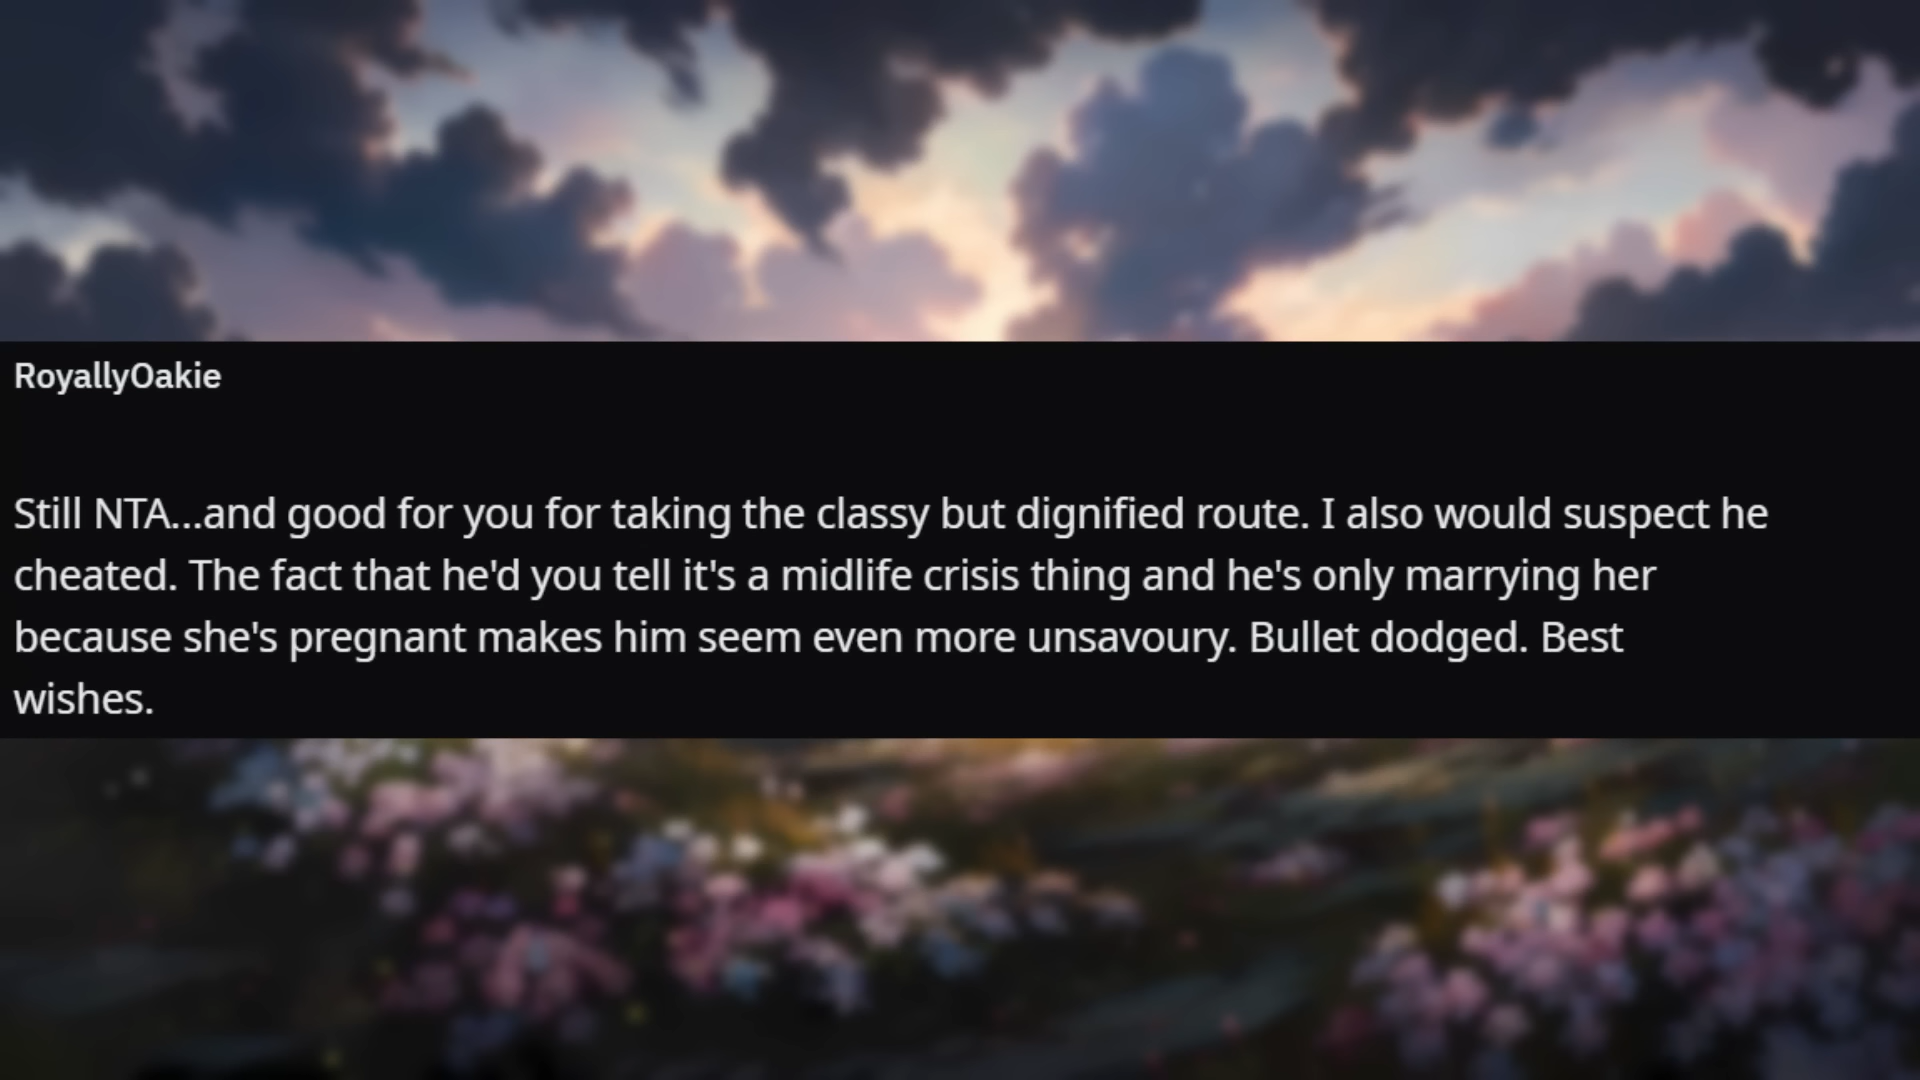 RoyallyOakie
Still NTA...and good for you for taking the classy but dignified route. I also would suspect he
cheated. The fact that he'd you tell it's a midlife crisis thing and he's only marrying her
because she's pregnant makes him seem even more unsavoury. Bullet dodged. Best
wishes.